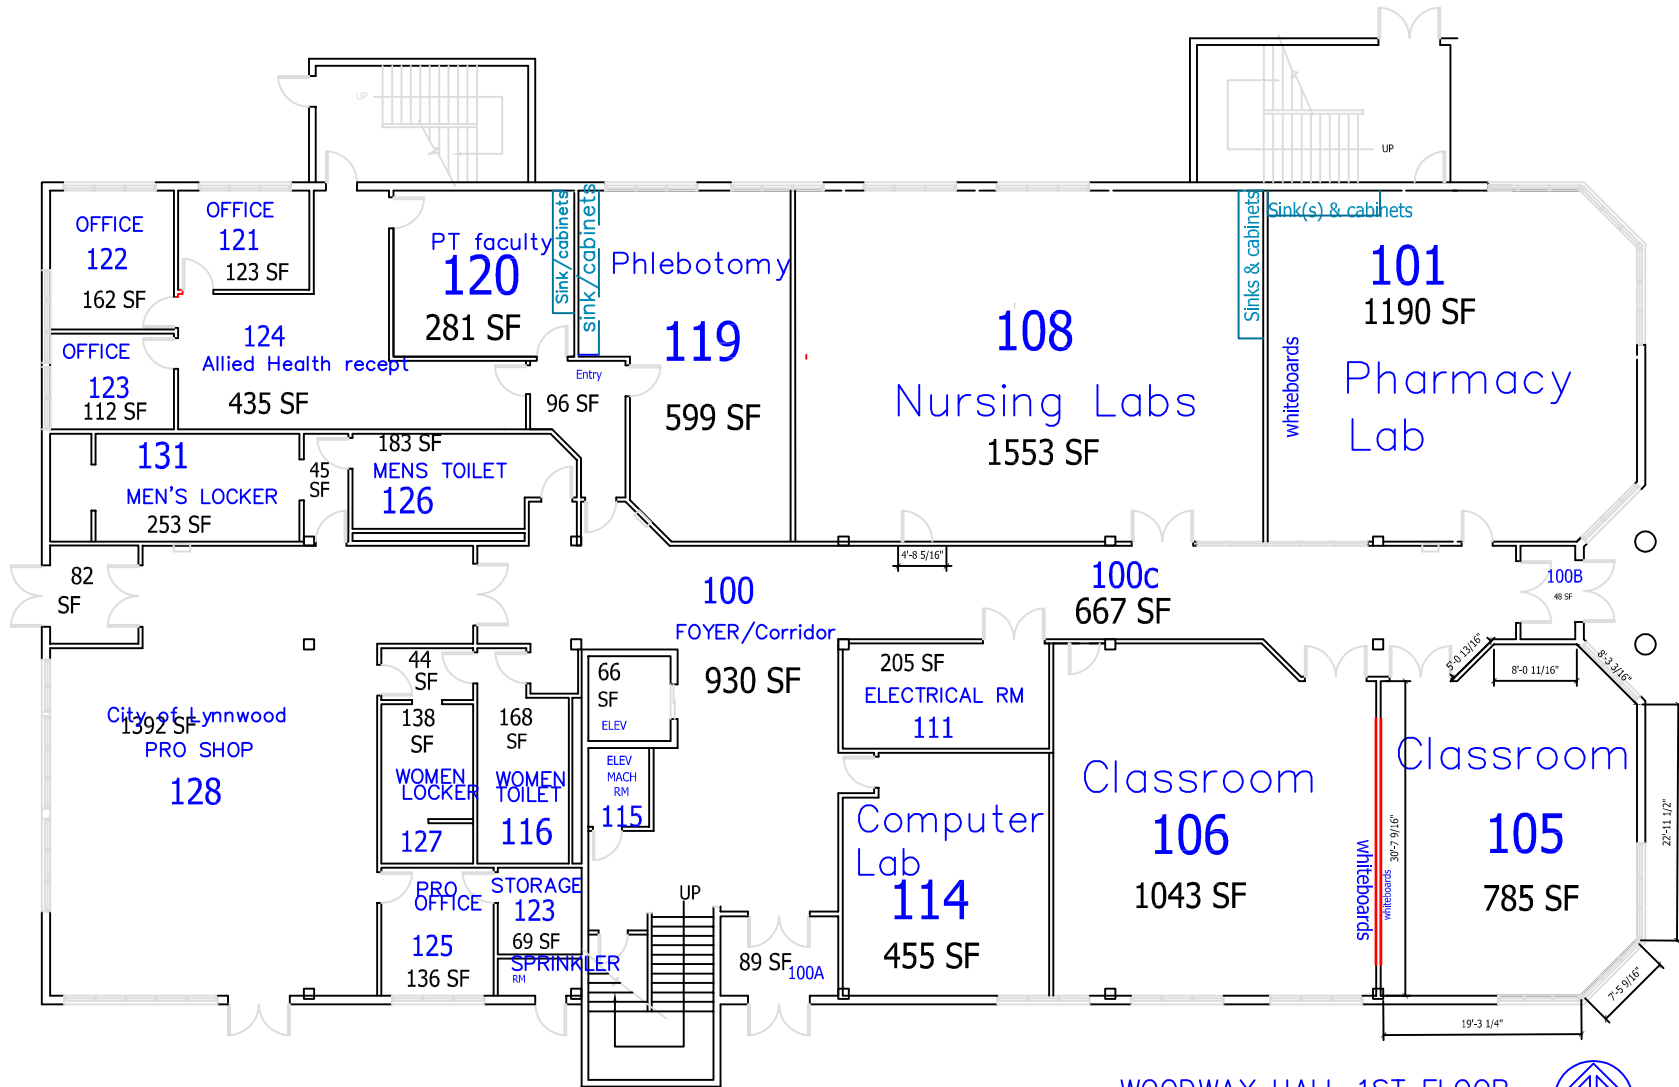 UP
UP
OFFICE
122
162 SF
OFFICE
121
123 SF
PT faculty
120
281 SF
Sink/cabinets
sink/cabinets
Phlebotomy
119
599 SF
108
Nursing Labs
1553 SF
Sinks & cabinets
Sink(s) & cabinets
101
1190 SF
whiteboards
Pharmacy
Lab
OFFICE
123
112 SF
124
Allied Health recept
435 SF
Entry
96 SF
131
MEN'S LOCKER
253 SF
45
SF
183 SF
MENS TOILET
126
82
SF
100
FOYER/Corridor
930 SF
4'-8 5/16"
100c
667 SF
100B
48 SF
City of Lynnwood
1392 SF
PRO SHOP
128
44
SF
138
SF
WOMEN
LOCKER
127
168
SF
WOMEN
TOILET
116
66
SF
ELEV
ELEV
MACH
RM
115
205 SF
ELECTRICAL RM
111
Computer
Lab
114
455 SF
Classroom
106
1043 SF
whiteboards
whiteboards
30'-7 9/16"
5'-0 13/16"
8'-0 11/16"
8'-3 3/16"
Classroom
105
785 SF
22'-11 1/2"
7'-5 9/16"
19'-3 1/4"
PRO
OFFICE
125
136 SF
STORAGE
123
69 SF
SPRINKLER
RM
UP
89 SF
100A
WOODWAY HALL 1ST FLOOR